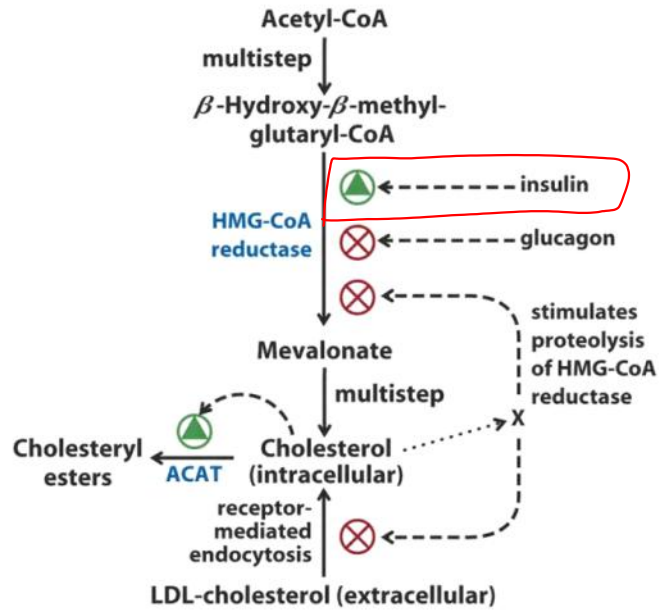 Acetyl-CoA
multistep
β-Hydroxy-β-methyl-
glutaryl-CoA
insulin
HMG-CoA
reductase
glucagon
stimulates
proteolysis
of HMG-CoA
reductase
Mevalonate
multistep
X
Cholesteryl
esters
ACAT
Cholesterol
(intracellular)
receptor-
mediated
endocytosis
LDL-cholesterol (extracellular)